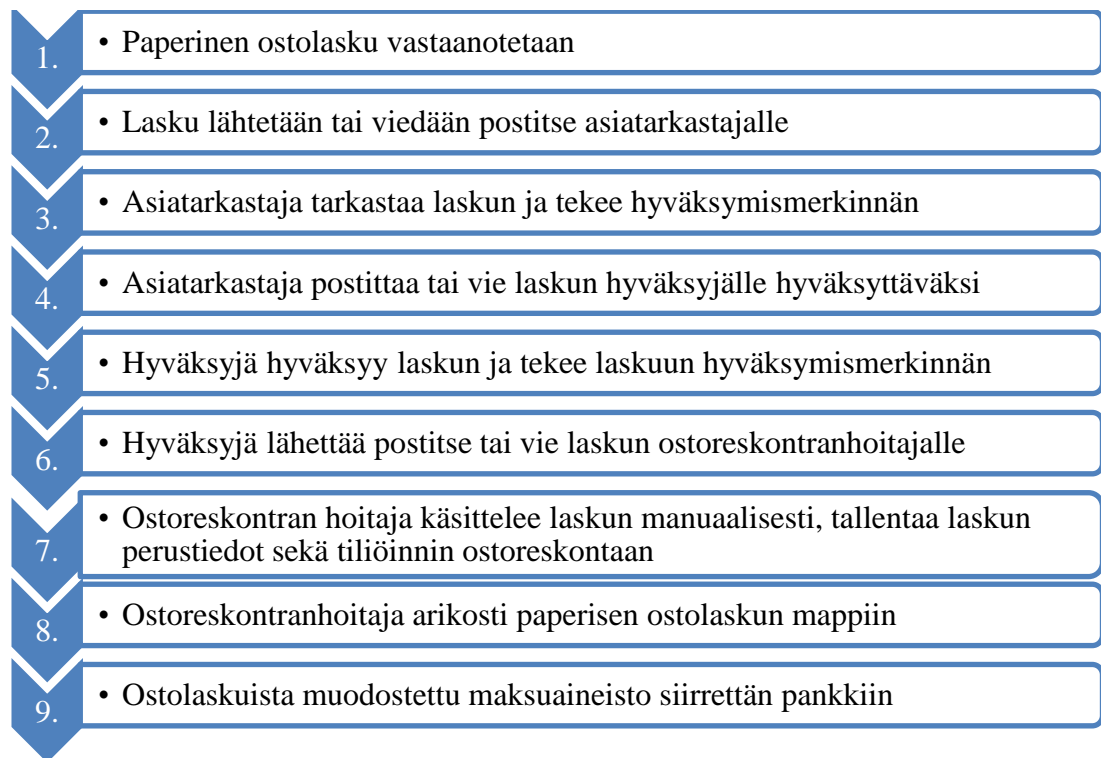 1.
• Paperinen ostolasku vastaanotetaan
2.
• Lasku lähtetään tai viedään postitse asiatarkastajalle
3.
• Asiatarkastaja tarkastaa laskun ja tekee hyväksymismerkinnän
4.
• Asiatarkastaja postittaa tai vie laskun hyväksyjälle hyväksyttäväksi
5.
• Hyväksyjä hyväksyy laskun ja tekee laskuun hyväksymismerkinnän
6.
• Hyväksyjä lähettää postitse tai vie laskun ostoreskontranhoitajalle
7.
• Ostoreskontran hoitaja käsittelee laskun manuaalisesti, tallentaa laskun
perustiedot sekä tiliöinnin ostoreskontaan
8.
• Ostoreskontranhoitaja arikosti paperisen ostolaskun mappiin
9.
• Ostolaskuista muodostettu maksuaineisto siirrettän pankkiin